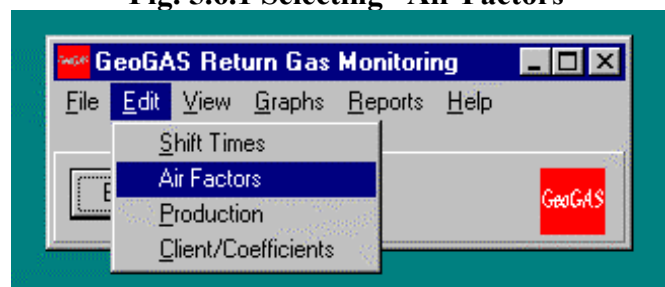 Fig. 3.6.1 Selecting "Air Factors"
GeoGAS Return Gas Monitoring
File Edit View Graphs Reports Help
Shift Times
Air Factors
Production
Client/Coefficients
GeoGAS